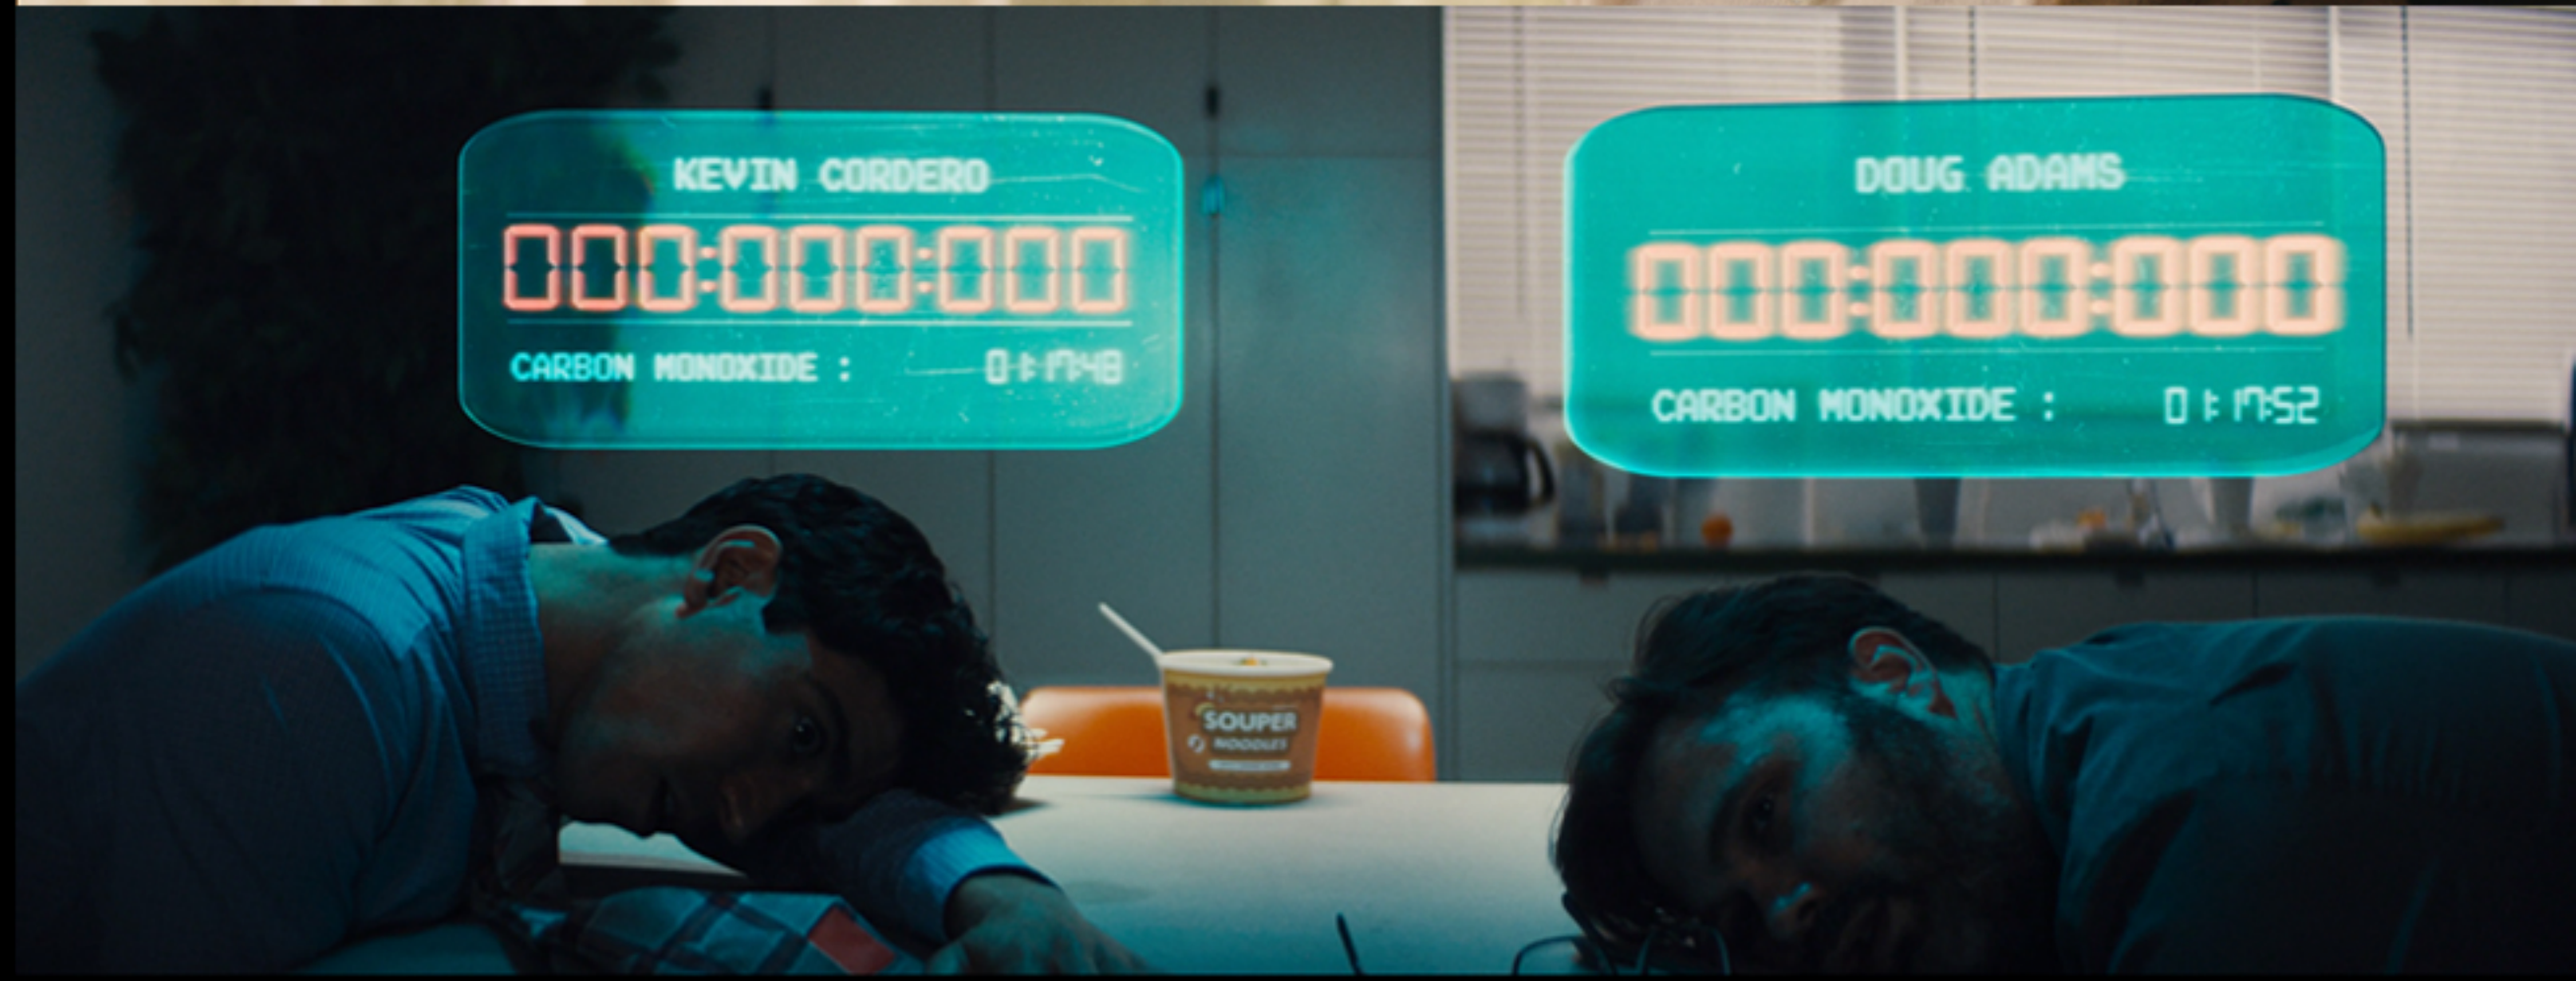 KEVIN CORDERO
000:000:000
CARBON MONOXIDE : 01:17:48
DOUG ADAMS
000:000:000
CARBON MONOXIDE : 01:17:52
SOUPER
NOODLES